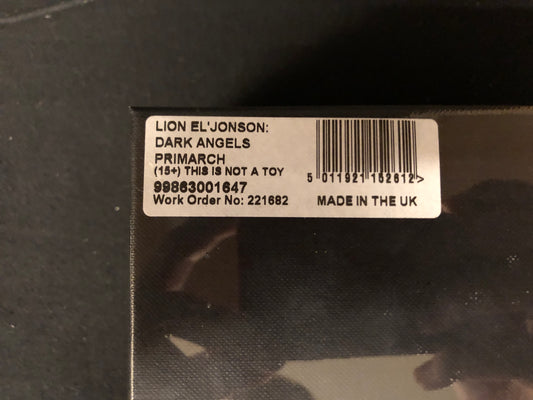 LION EL'JONSON:
DARK ANGELS
PRIMARCH
(15+) THIS IS NOT A TOY
99863001647
Work Order No: 221682
5 011921 152612>
MADE IN THE UK